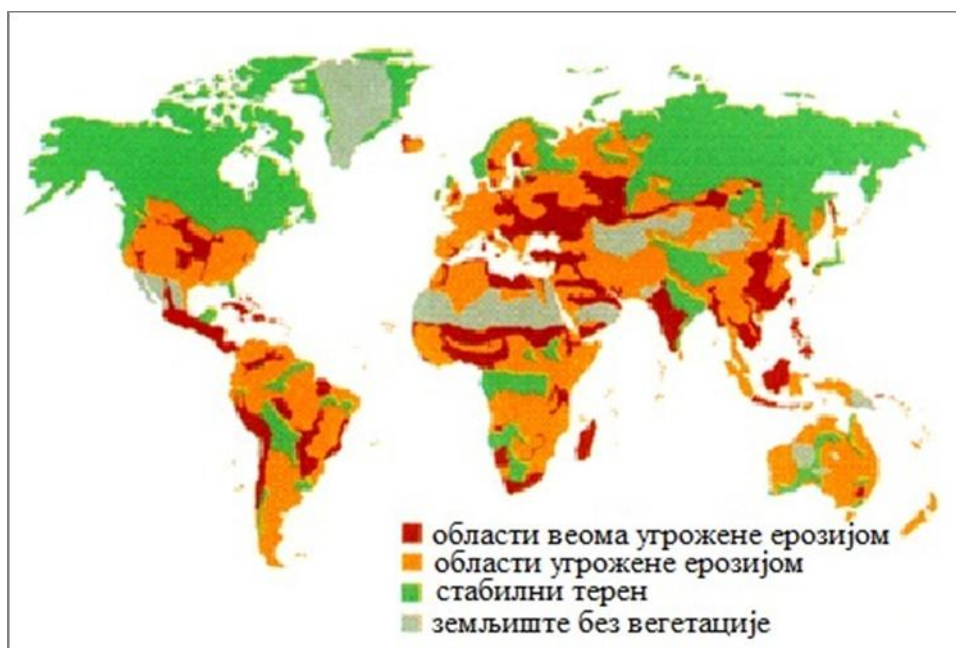 области веома угрожене ерозијом
области угрожене ерозијом
стабилни терен
земљиште без вегетације